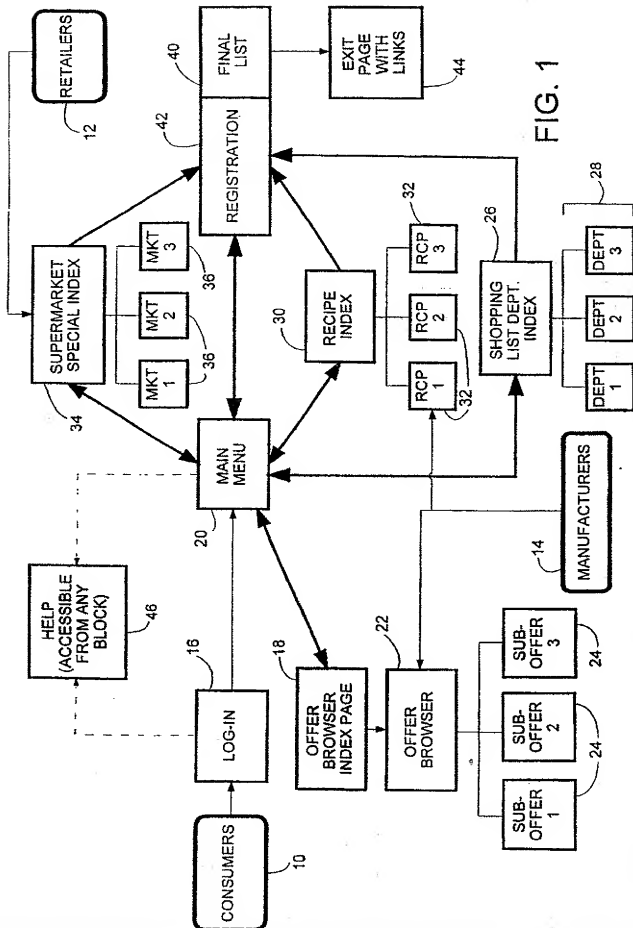 RETAILERS
12
SUPERMARKET
SPECIAL INDEX
34
MKT
1
MKT
2
MKT
3
36
36
HELP
(ACCESSIBLE
FROM ANY
BLOCK)
46
CONSUMERS
10
LOG-IN
16
MAIN
MENU
20
REGISTRATION
42
FINAL
LIST
40
EXIT
PAGE
WITH
LINKS
44
OFFER
BROWSER
INDEX PAGE
18
OFFER
BROWSER
22
SUB-
OFFER
1
SUB-
OFFER
2
SUB-
OFFER
3
24
24
RECIPE
INDEX
30
RCP
1
RCP
2
RCP
3
32
32
32
SHOPPING
LIST DEPT.
INDEX
26
DEPT
1
DEPT
2
DEPT
3
28
MANUFACTURERS
14
FIG. 1